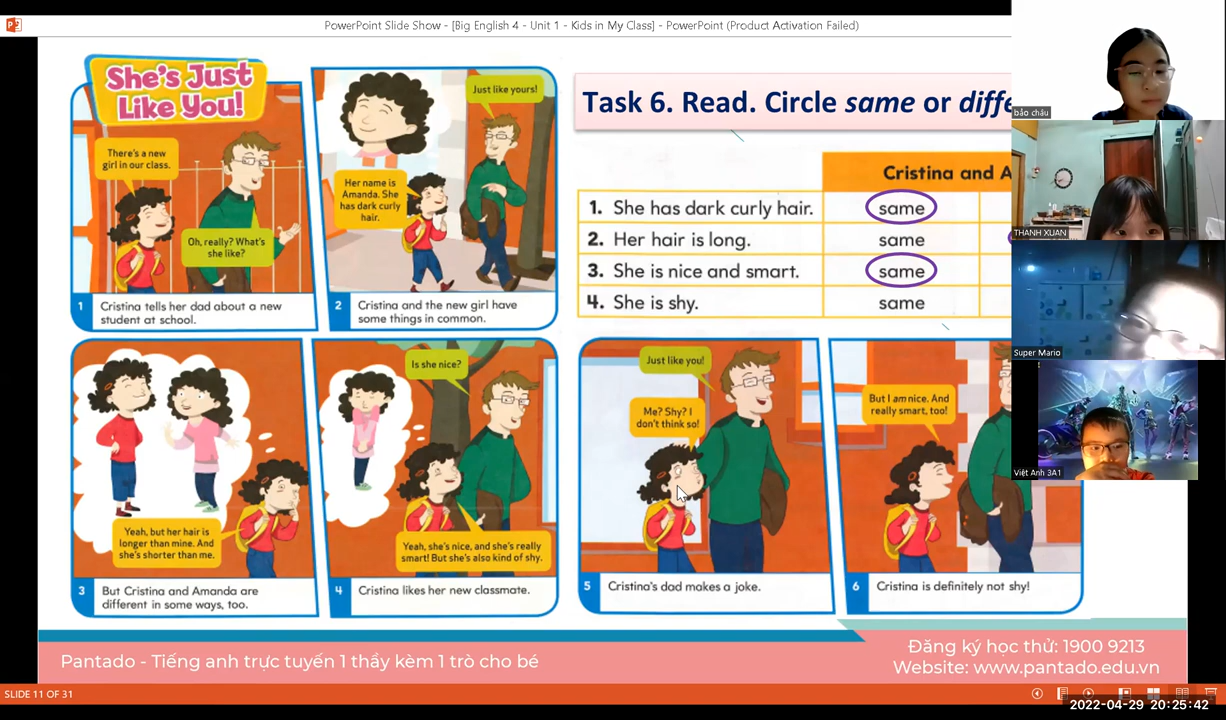 PowerPoint Slide Show - [Big English 4 - Unit 1 - Kids in My Class] - PowerPoint (Product Activation Failed)
She's Just
Like You!
There's a new
girl in our class.
Oh, really? What's
she like?
1 Cristina tells her dad about a new
student at school.
Just like yours!
Her name is
Amanda. She
has dark curly
hair.
2 Cristina and the new girl have
some things in common.
Task 6. Read. Circle same or diffe
Cristina and A
1. She has dark curly hair. same
2. Her hair is long. same
3. She is nice and smart. same
4. She is shy. same
Yeah, but her hair is
longer than mine. And
she's shorter than me.
3 But Cristina and Amanda are
different in some ways, too.
Is she nice?
Yeah, she's nice, and she's really
smart! But she's also kind of shy.
4 Cristina likes her new classmate.
Just like you!
Me? Shy? I
don't think so!
5 Cristina's dad makes a joke.
But I am nice. And
really smart, too!
6 Cristina is definitely not shy!
bảo châu
THANH XUAN
Super Mario
Việt Anh 3A1
Pantado - Tiếng anh trực tuyến 1 thầy kèm 1 trò cho bé
Đăng ký học thử: 1900 9213
Website: www.pantado.edu.vn
SLIDE 11 OF 31
2022-04-29 20:25:42